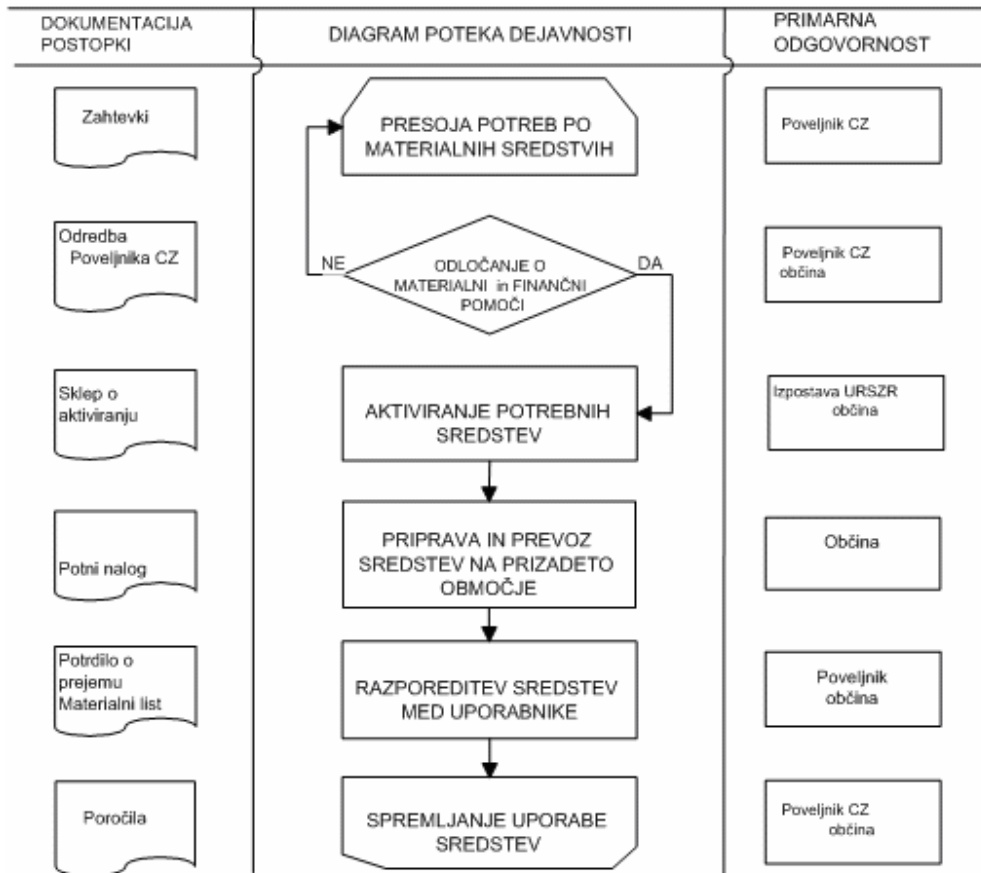 DOKUMENTACIJA
POSTOPKI
DIAGRAM POTEKA DEJAVNOSTI
PRIMARNA
ODGOVORNOST
Zahtevki
PRESOJA POTREB PO
MATERIALNIH SREDSTVIH
Poveljnik CZ
Odredba
Poveljnika CZ
NE
ODLOČANJE O
MATERIALNI in FINANČNI
POMOČI
DA
Poveljnik CZ
občina
Sklep o
aktiviranju
AKTIVIRANJE POTREBNIH
SREDSTEV
Izpostava URSZR
občina
Potni nalog
PRIPRAVA IN PREVOZ
SREDSTEV NA PRIZADETO
OBMOČJE
Občina
Potrdilo o
prejemu
Materialni list
RAZPOREDITEV SREDSTEV
MED UPORABNIKE
Poveljnik
občina
Poročila
SPREMLJANJE UPORABE
SREDSTEV
Poveljnik CZ
občina